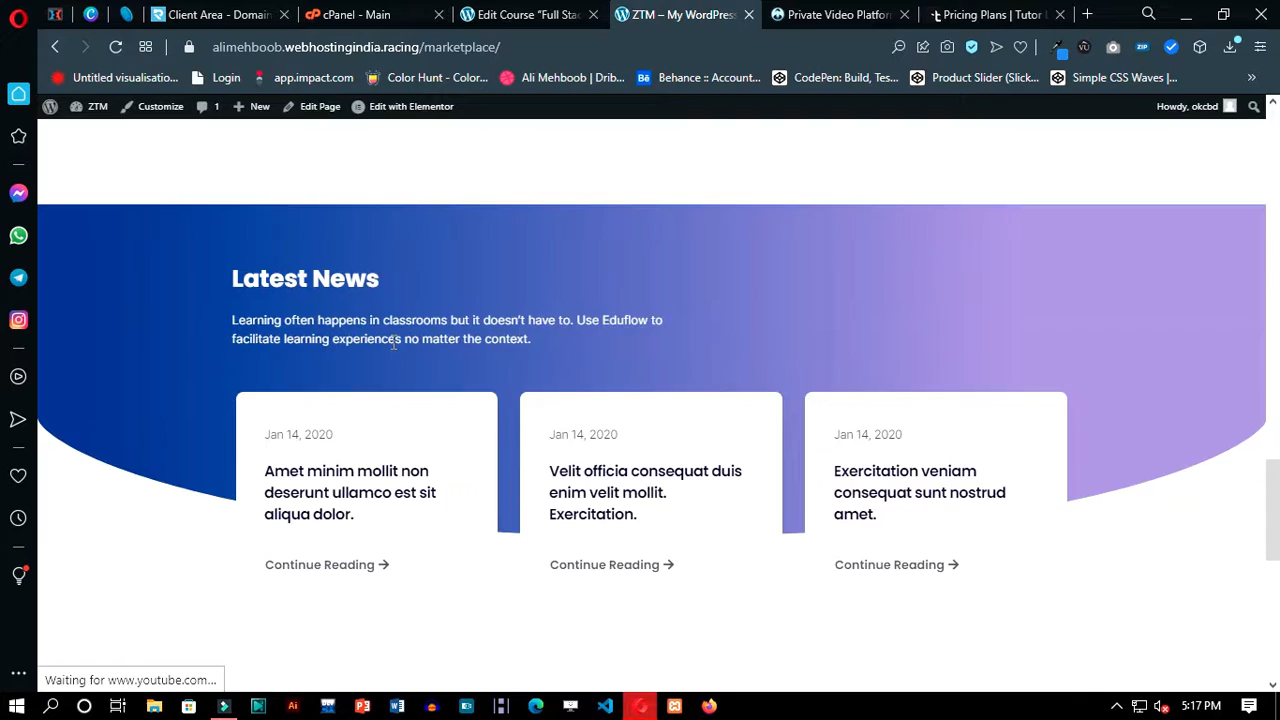 Client Area - Domain
cPanel - Main
Edit Course “Full Stac
ZTM – My WordPress
Private Video Platform
Pricing Plans | Tutor L
alimehboob.webhostingindia.racing/marketplace/
Untitled visualisatio...
Login
app.impact.com
Color Hunt - Color...
Ali Mehboob | Drib...
Behance :: Account...
CodePen: Build, Tes...
Product Slider (Slick...
Simple CSS Waves |...
ZTM
Customize
1
New
Edit Page
Edit with Elementor
Howdy, okcbd
Latest News
Learning often happens in classrooms but it doesn’t have to. Use Eduflow to
facilitate learning experiences no matter the context.
Jan 14, 2020
Amet minim mollit non
deserunt ullamco est sit
aliqua dolor.
Continue Reading
Jan 14, 2020
Velit officia consequat duis
enim velit mollit.
Exercitation.
Continue Reading
Jan 14, 2020
Exercitation veniam
consequat sunt nostrud
amet.
Continue Reading
Waiting for www.youtube.com...
5:17 PM